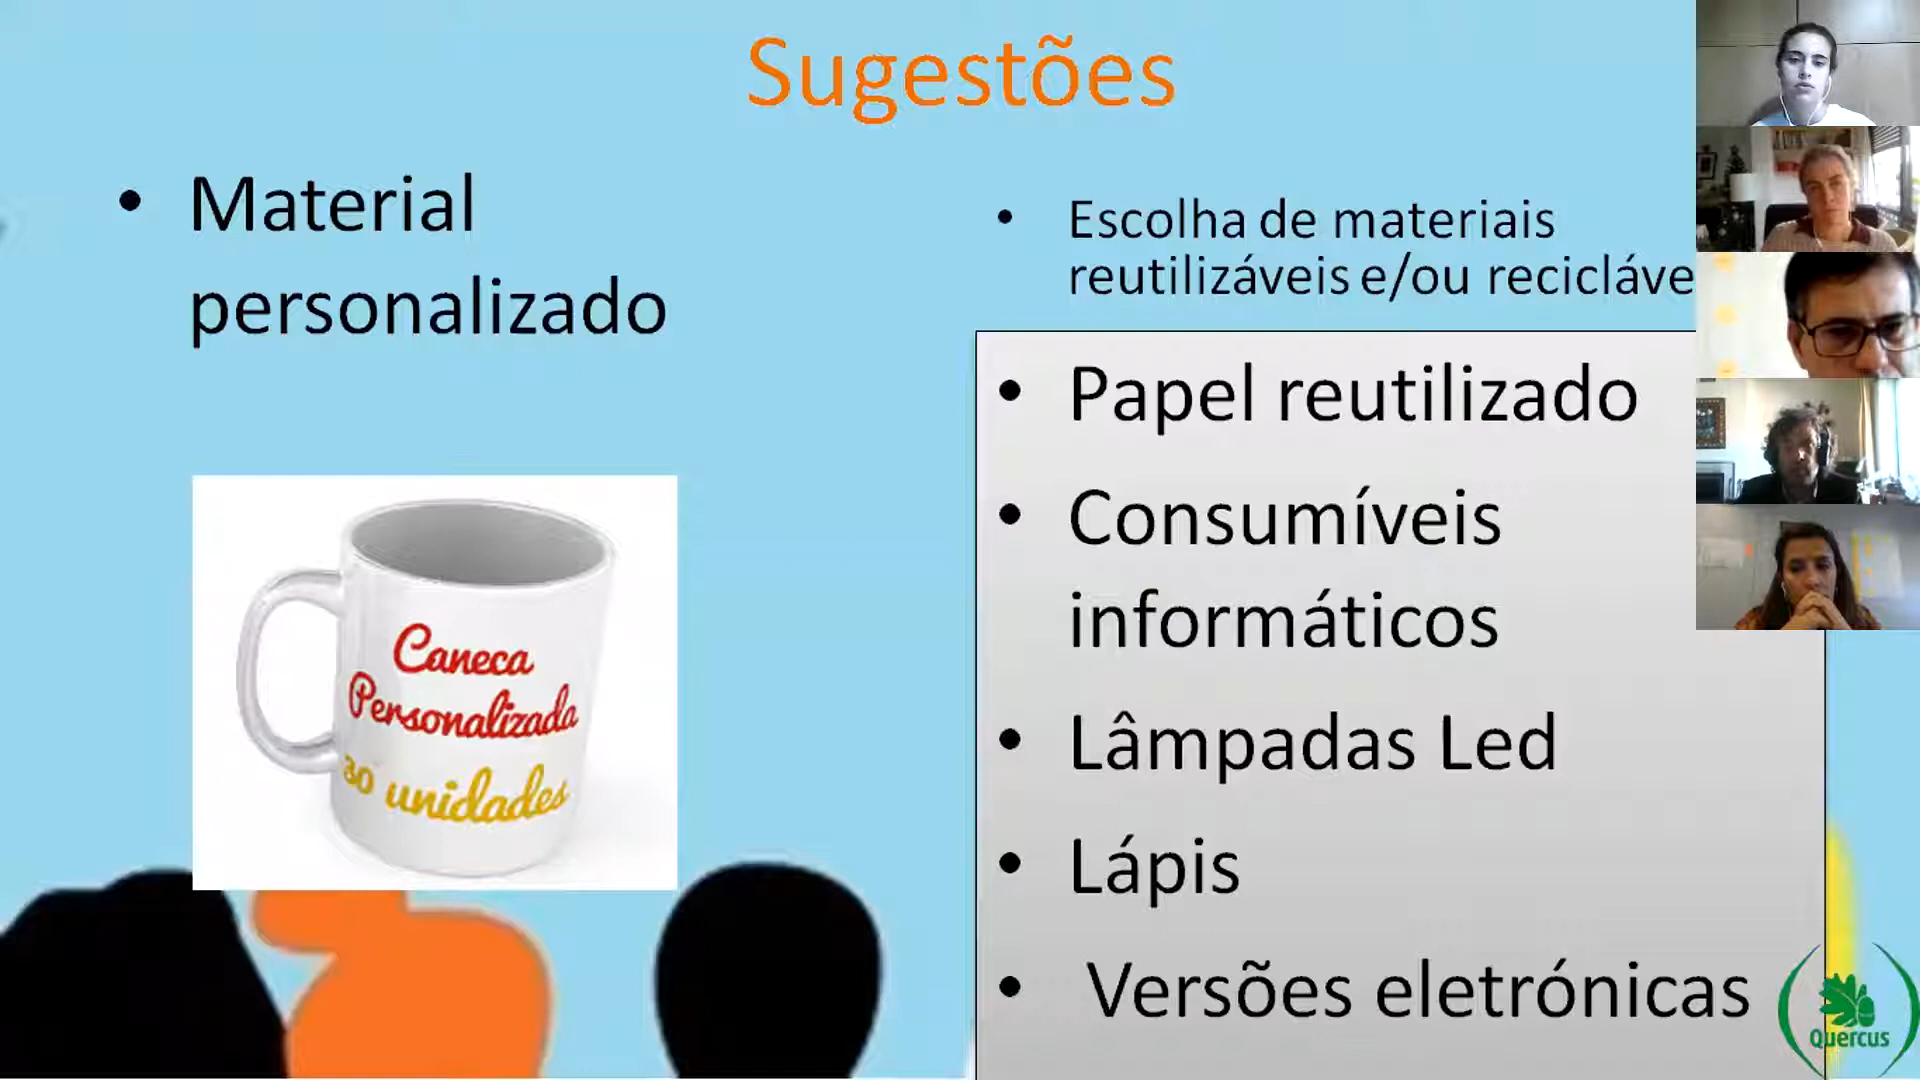 Sugestões
• Material
personalizado
Caneca
Personalizada
30 unidades
• Escolha de materiais
reutilizáveis e/ou recicláve
• Papel reutilizado
• Consumíveis
informáticos
• Lâmpadas Led
• Lápis
• Versões eletrónicas
Quercus